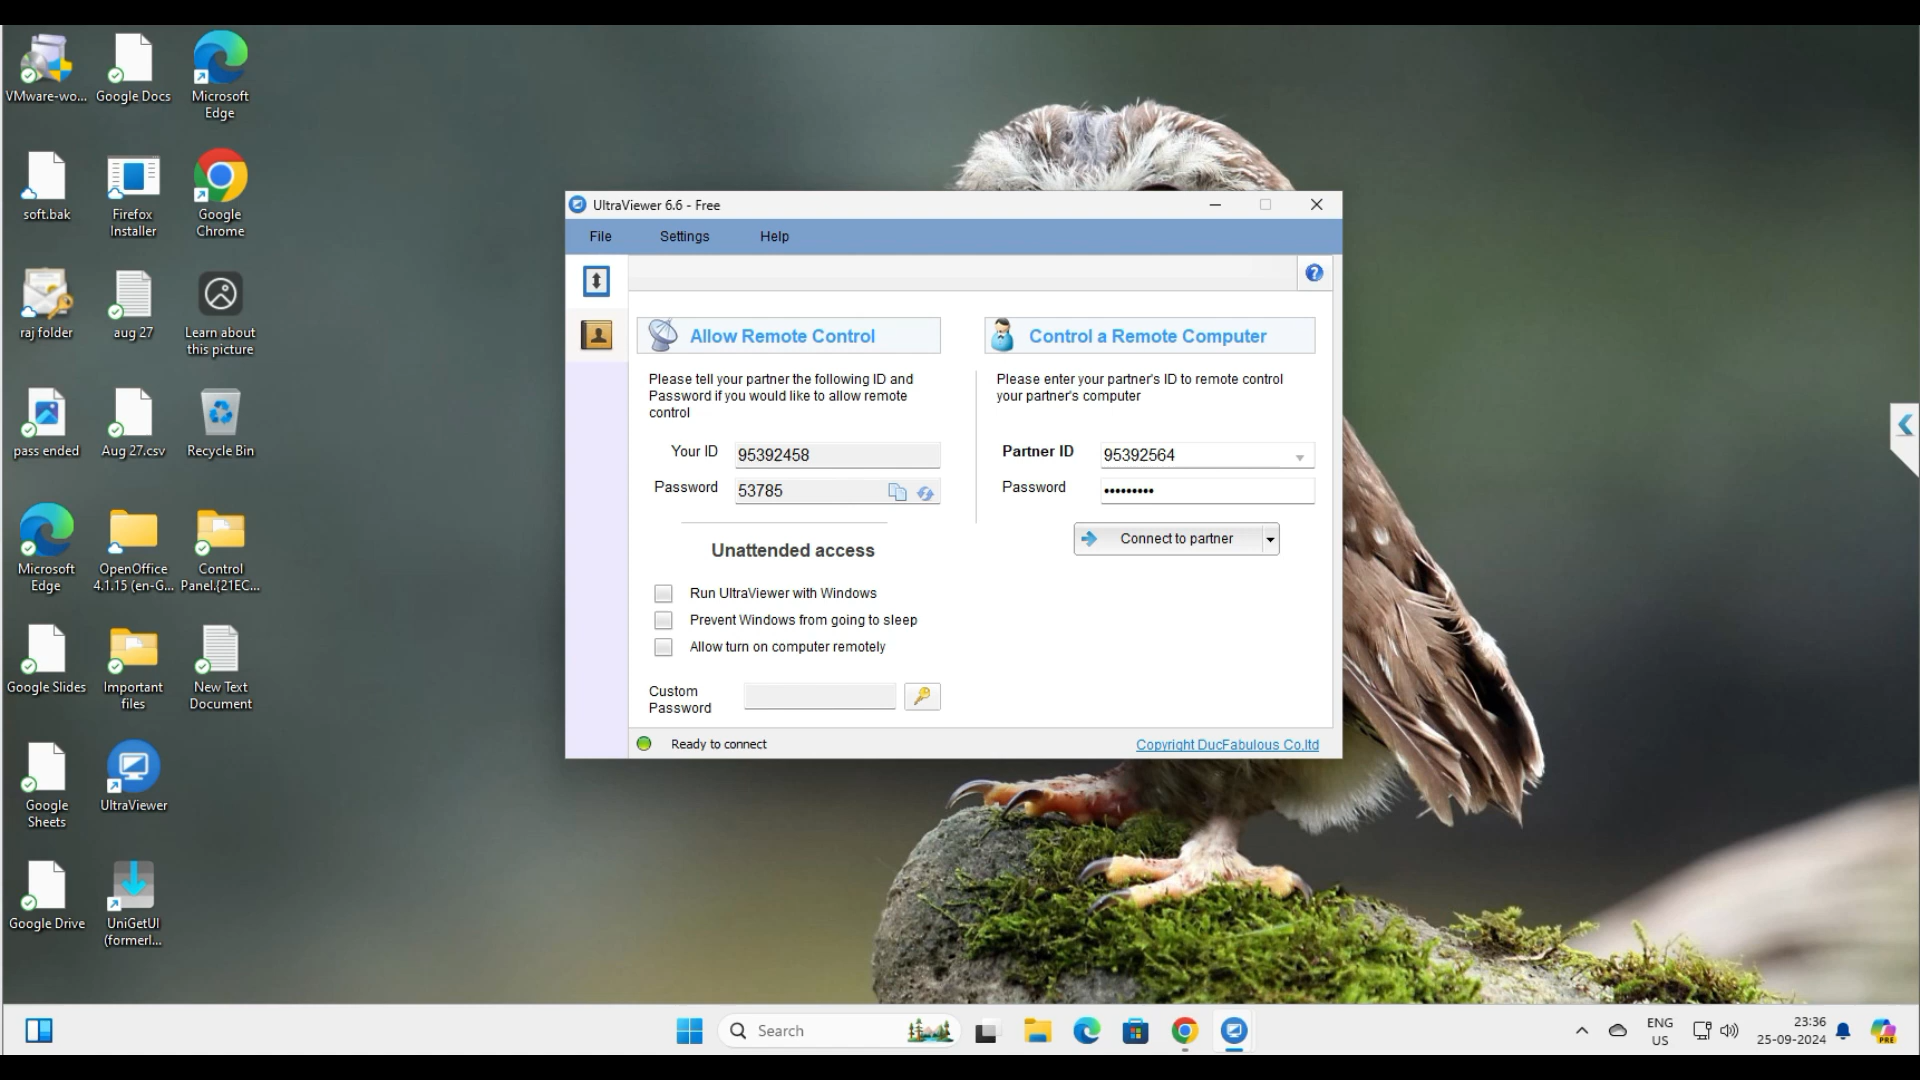 VMware-wo...
Google Docs
Microsoft
Edge
soft.bak
Firefox
Installer
Google
Chrome
raj folder
aug 27
Learn about
this picture
pass ended
Aug 27.csv
Recycle Bin
Microsoft
Edge
OpenOffice
4.1.15 (en-G...
Control
Panel.{21EC...
Google Slides
Important
files
New Text
Document
Google
Sheets
UltraViewer
Google Drive
UniGetUI
(formerl...
UltraViewer 6.6 - Free
File
Settings
Help
?
Allow Remote Control
Please tell your partner the following ID and
Password if you would like to allow remote
control
Your ID
95392458
Password
53785
Unattended access
Run UltraViewer with Windows
Prevent Windows from going to sleep
Allow turn on computer remotely
Custom
Password
Control a Remote Computer
Please enter your partner's ID to remote control
your partner's computer
Partner ID
95392564
Password
•••••••••
Connect to partner
Ready to connect
Copyright DucFabulous Co,ltd
Search
ENG
US
23:36
25-09-2024
PRE